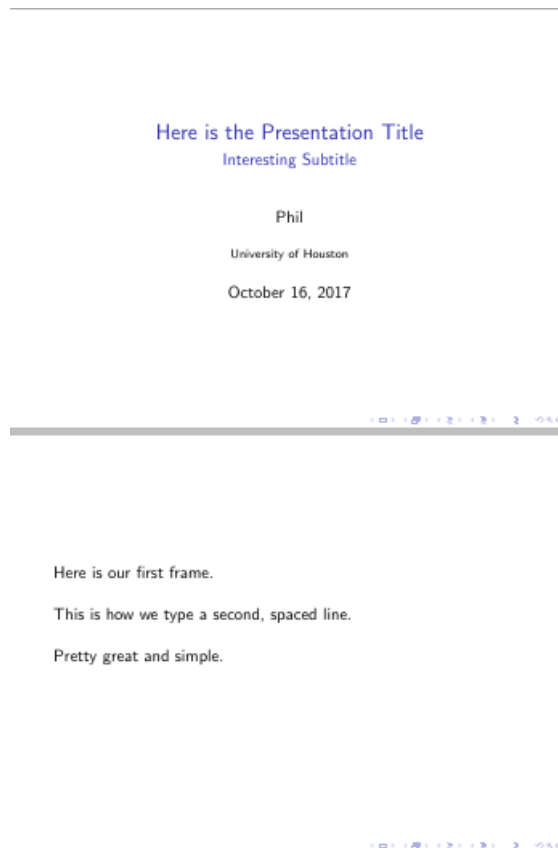 Here is the Presentation Title
Interesting Subtitle
Phil
University of Houston
October 16, 2017
Here is our first frame.
This is how we type a second, spaced line.
Pretty great and simple.